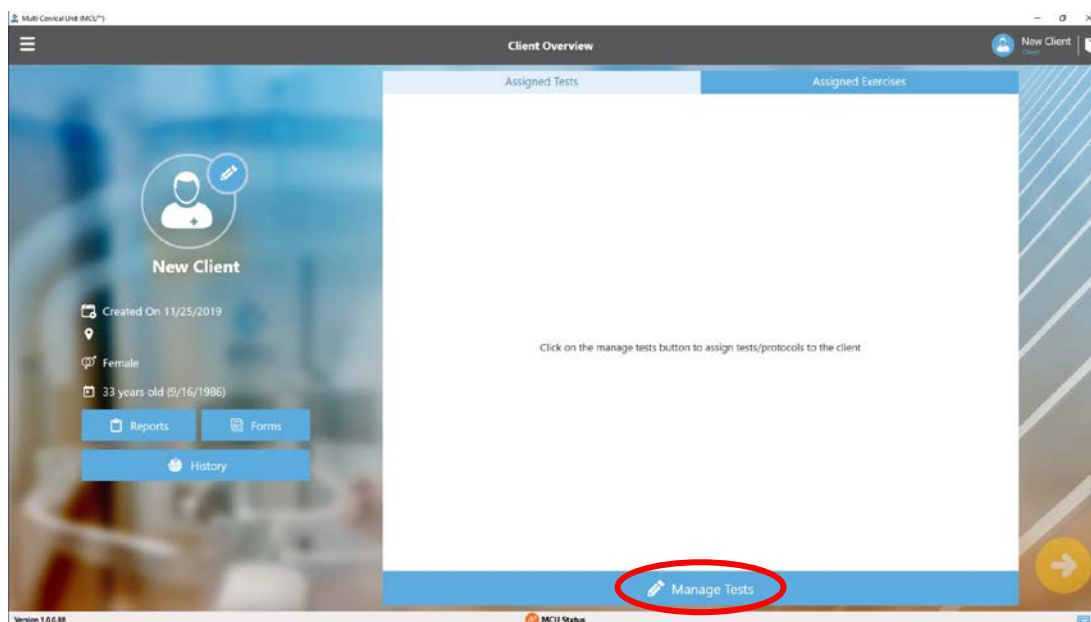 Multi Cervical Unit (MCU™)
Client Overview
New Client
Client
Assigned Tests
Assigned Exercises
New Client
Created On 11/25/2019
Female
33 years old (9/16/1986)
Reports
Forms
History
Click on the manage tests button to assign tests/protocols to the client
Manage Tests
Version 1.0.0.88
MCU Status